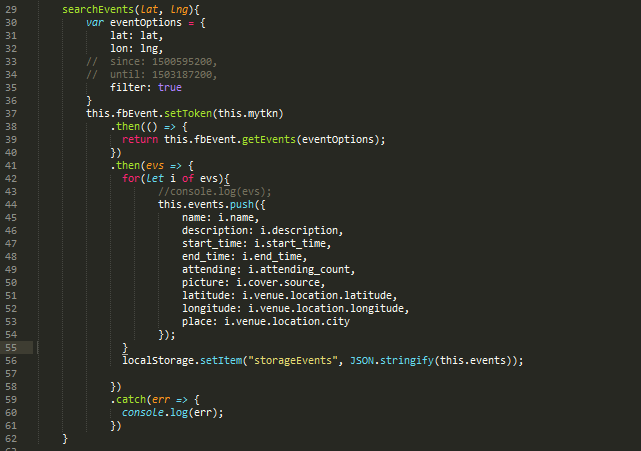 29 searchEvents(lat, lng){
30 var eventOptions = {
31 lat: lat,
32 lon: lng,
33 // since: 1500595200,
34 // until: 1503187200,
35 filter: true
36 }
37 this.fbEvent.setToken(this.mytkn)
38 .then(() => {
39 return this.fbEvent.getEvents(eventOptions);
40 })
41 .then(evs => {
42 for(let i of evs){
43 //console.log(evs);
44 this.events.push({
45 name: i.name,
46 description: i.description,
47 start_time: i.start_time,
48 end_time: i.end_time,
49 attending: i.attending_count,
50 picture: i.cover.source,
51 latitude: i.venue.location.latitude,
52 longitude: i.venue.location.longitude,
53 place: i.venue.location.city
54 });
55 }
56 localStorage.setItem("storageEvents", JSON.stringify(this.events));
57
58 })
59 .catch(err => {
60 console.log(err);
61 })
62 }